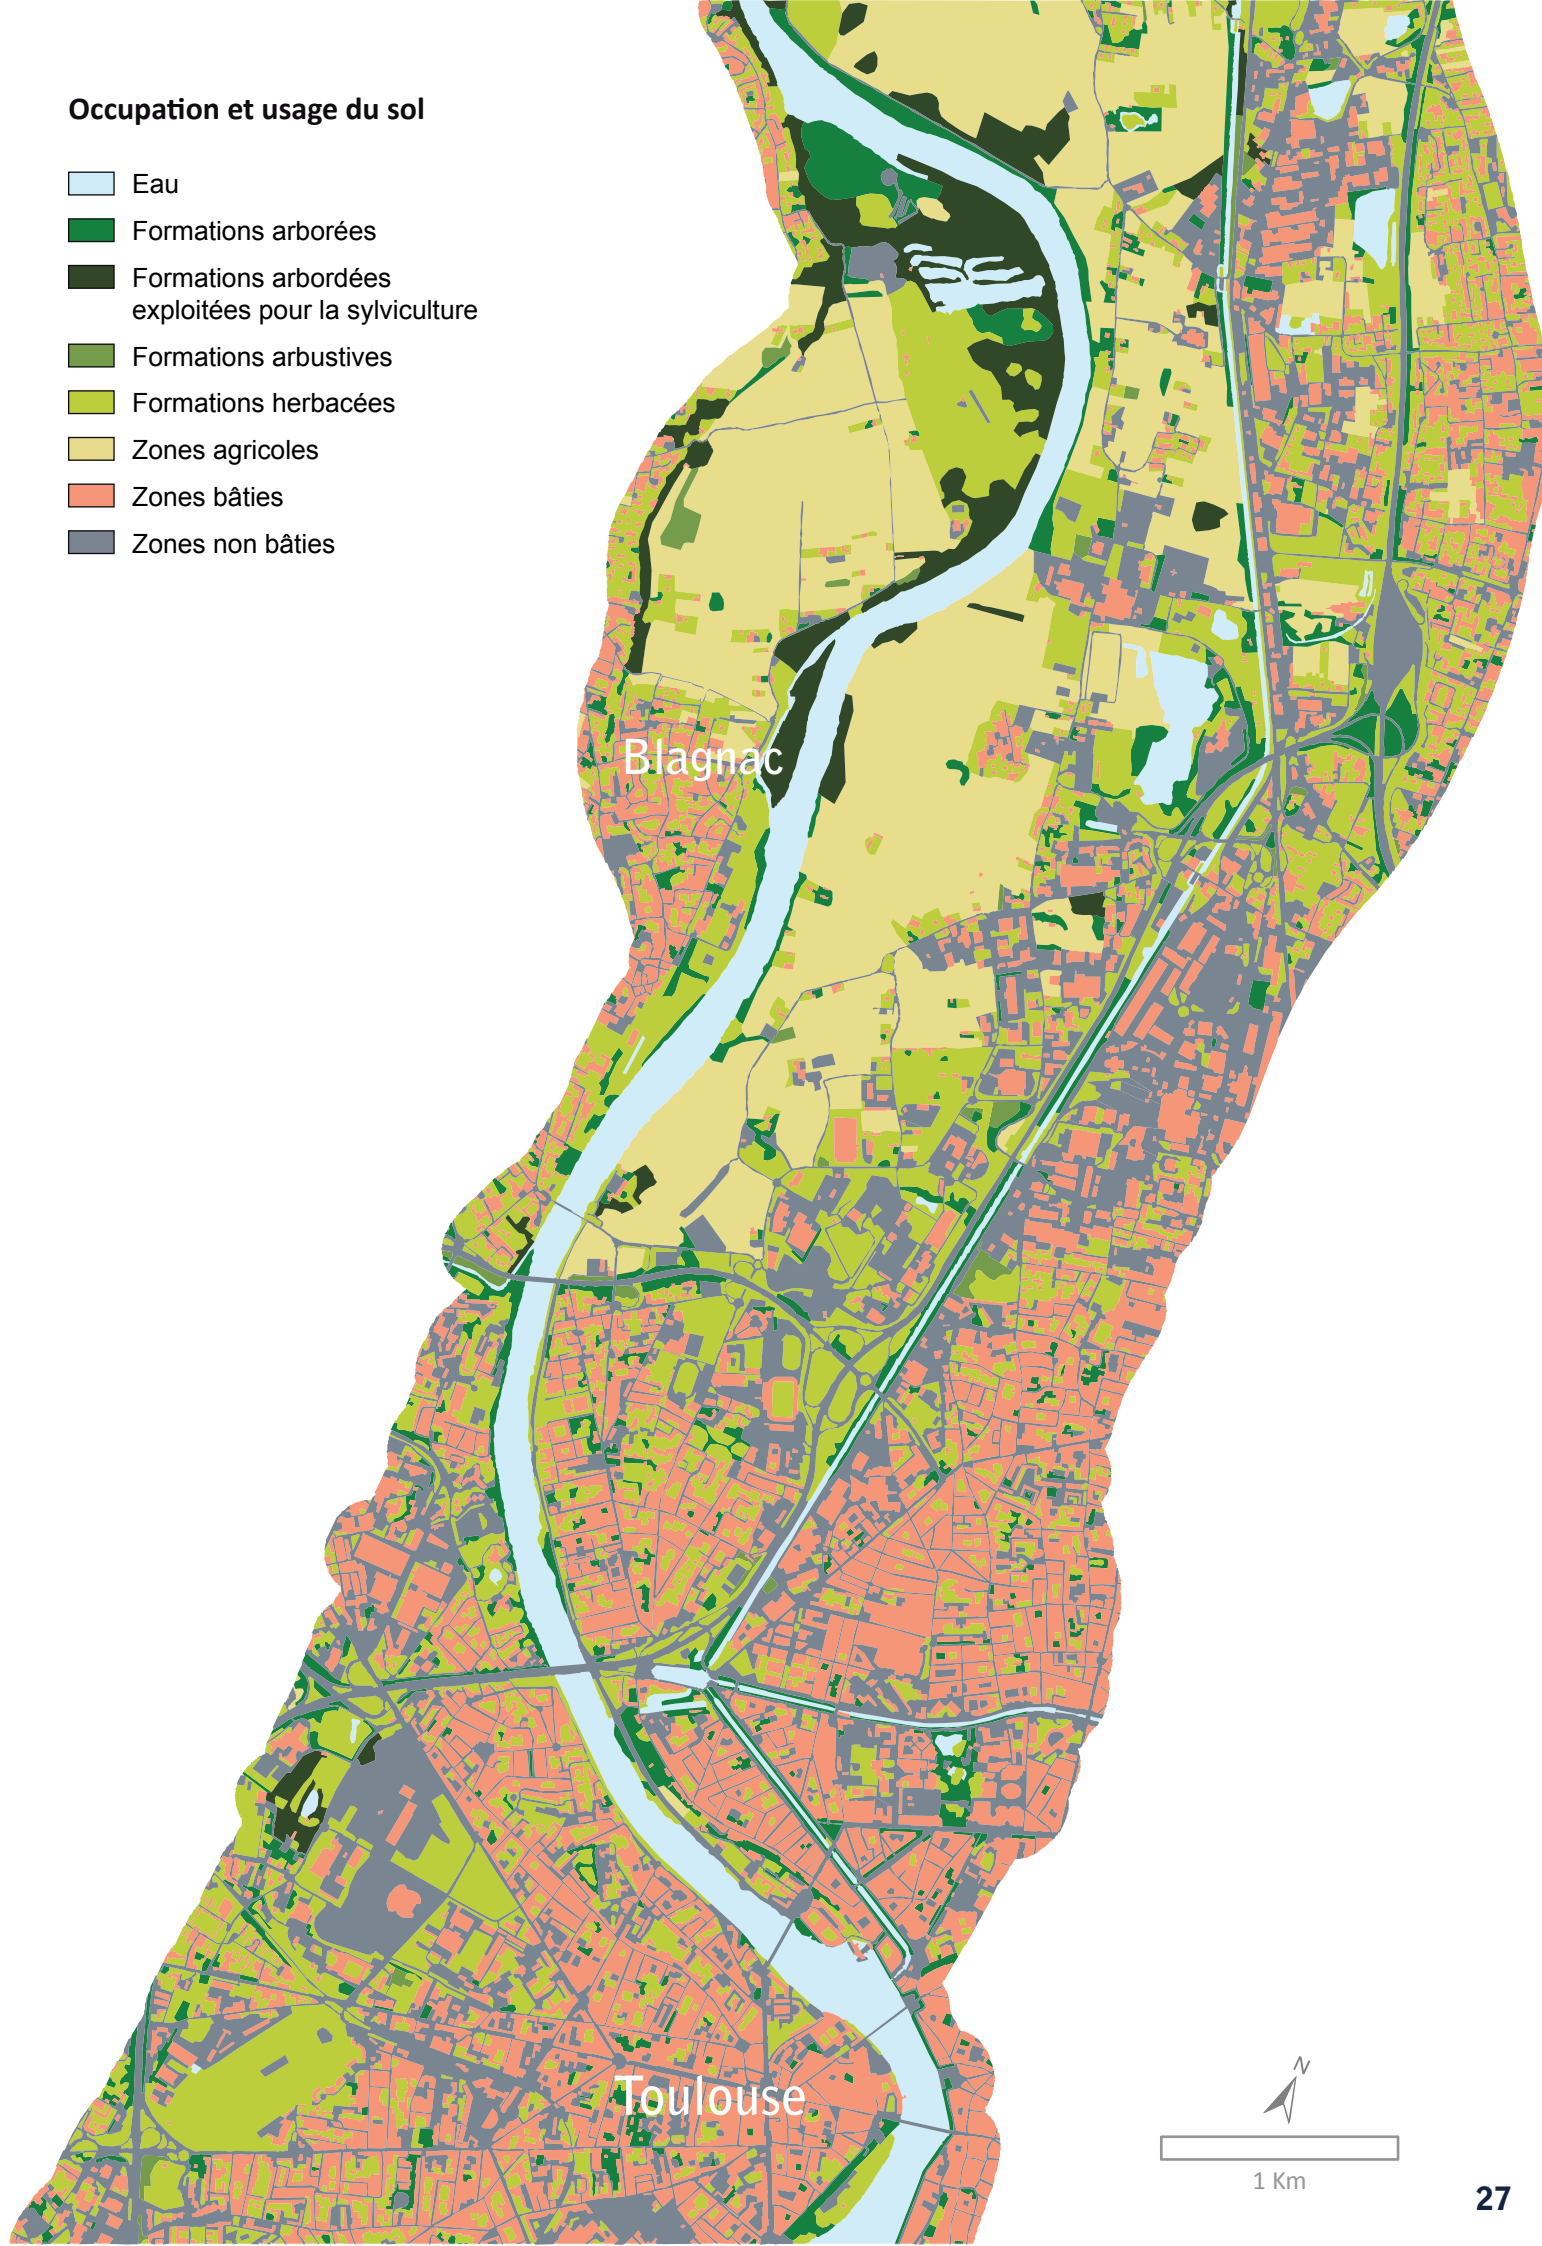 Occupation et usage du sol
Eau
Formations arborées
Formations arbordées
exploitées pour la sylviculture
Formations arbustives
Formations herbacées
Zones agricoles
Zones bâties
Zones non bâties
Blagnac
Toulouse
N
1 Km
27